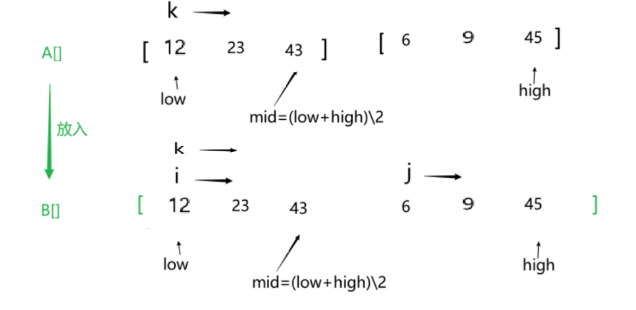 k
A[] [ 12 23 43 ] [ 6 9 45 ]
low high
mid=(low+high)\2
放入
k
i j
B[] [ 12 23 43 6 9 45 ]
low high
mid=(low+high)\2